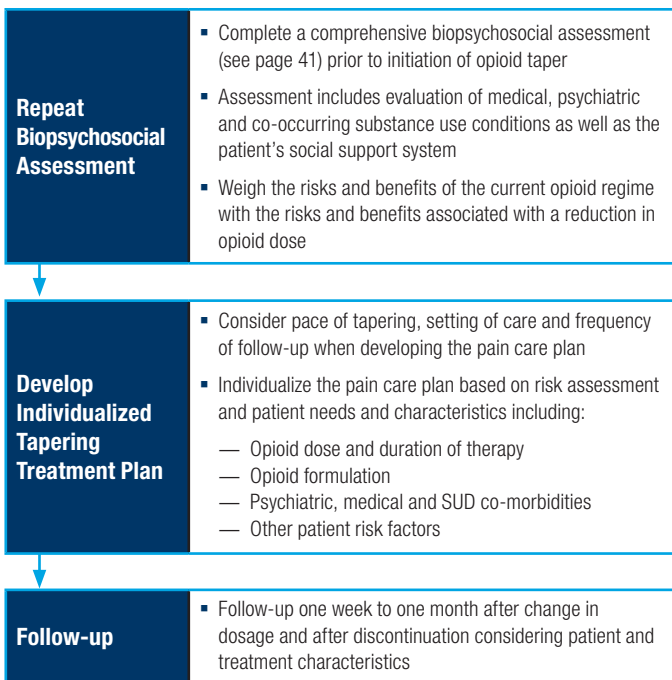 Repeat
Biopsychosocial
Assessment
▪ Complete a comprehensive biopsychosocial assessment
(see page 41) prior to initiation of opioid taper
▪ Assessment includes evaluation of medical, psychiatric
and co-occurring substance use conditions as well as the
patient’s social support system
▪ Weigh the risks and benefits of the current opioid regime
with the risks and benefits associated with a reduction in
opioid dose
Develop
Individualized
Tapering
Treatment Plan
▪ Consider pace of tapering, setting of care and frequency
of follow-up when developing the pain care plan
▪ Individualize the pain care plan based on risk assessment
and patient needs and characteristics including:
— Opioid dose and duration of therapy
— Opioid formulation
— Psychiatric, medical and SUD co-morbidities
— Other patient risk factors
Follow-up
▪ Follow-up one week to one month after change in
dosage and after discontinuation considering patient and
treatment characteristics